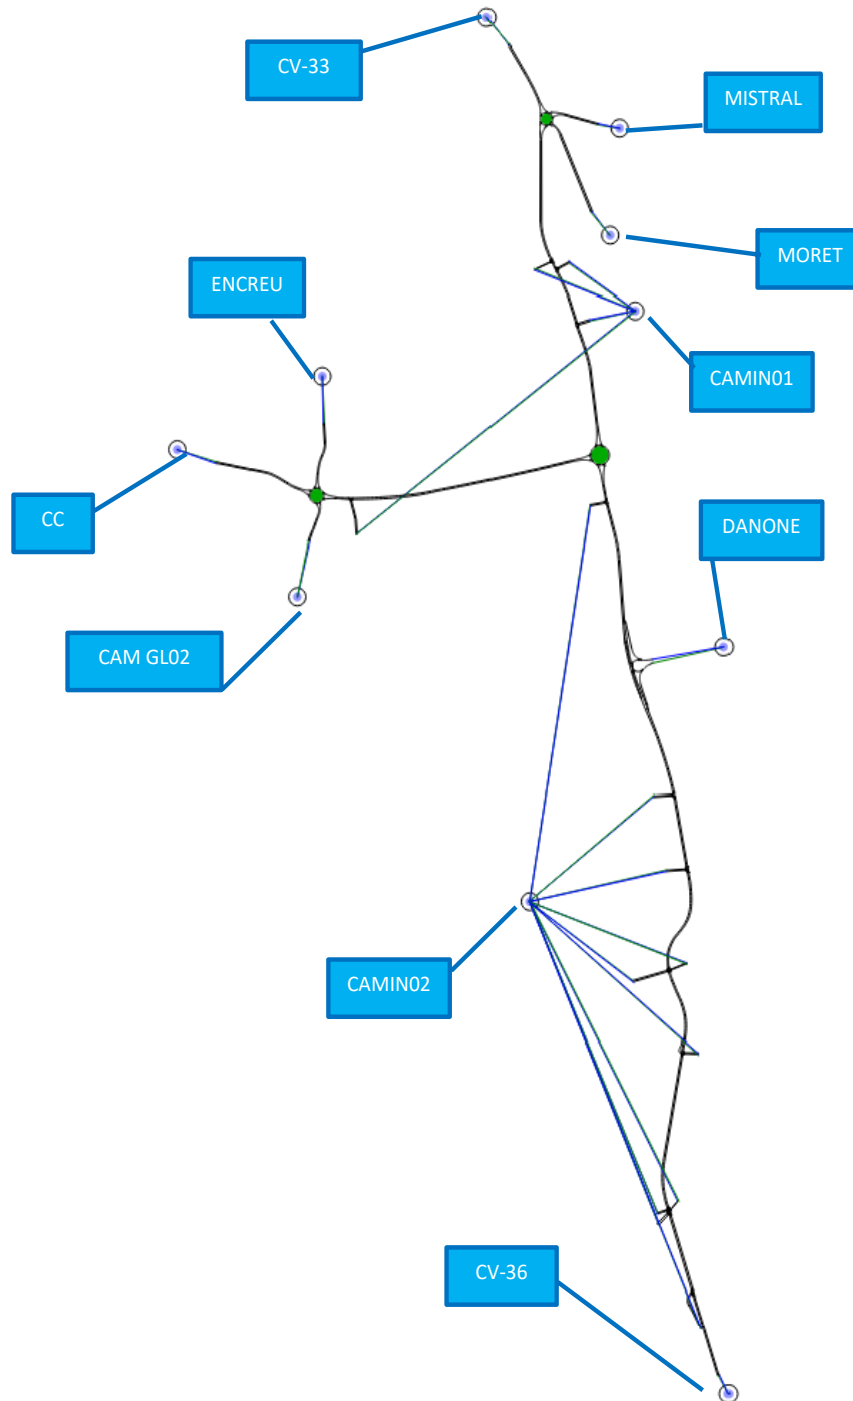 CV-33
MISTRAL
MORET
ENCREU
CAMIN01
CC
DANONE
CAM GL02
CAMIN02
CV-36